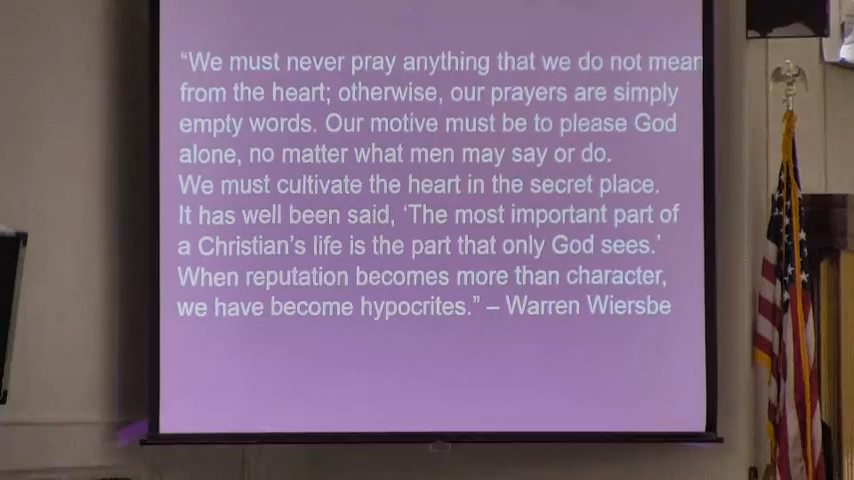 “We must never pray anything that we do not mean
from the heart; otherwise, our prayers are simply
empty words. Our motive must be to please God
alone, no matter what men may say or do.
We must cultivate the heart in the secret place.
It has well been said, ‘The most important part of
a Christian’s life is the part that only God sees.’
When reputation becomes more than character,
we have become hypocrites.” – Warren Wiersbe